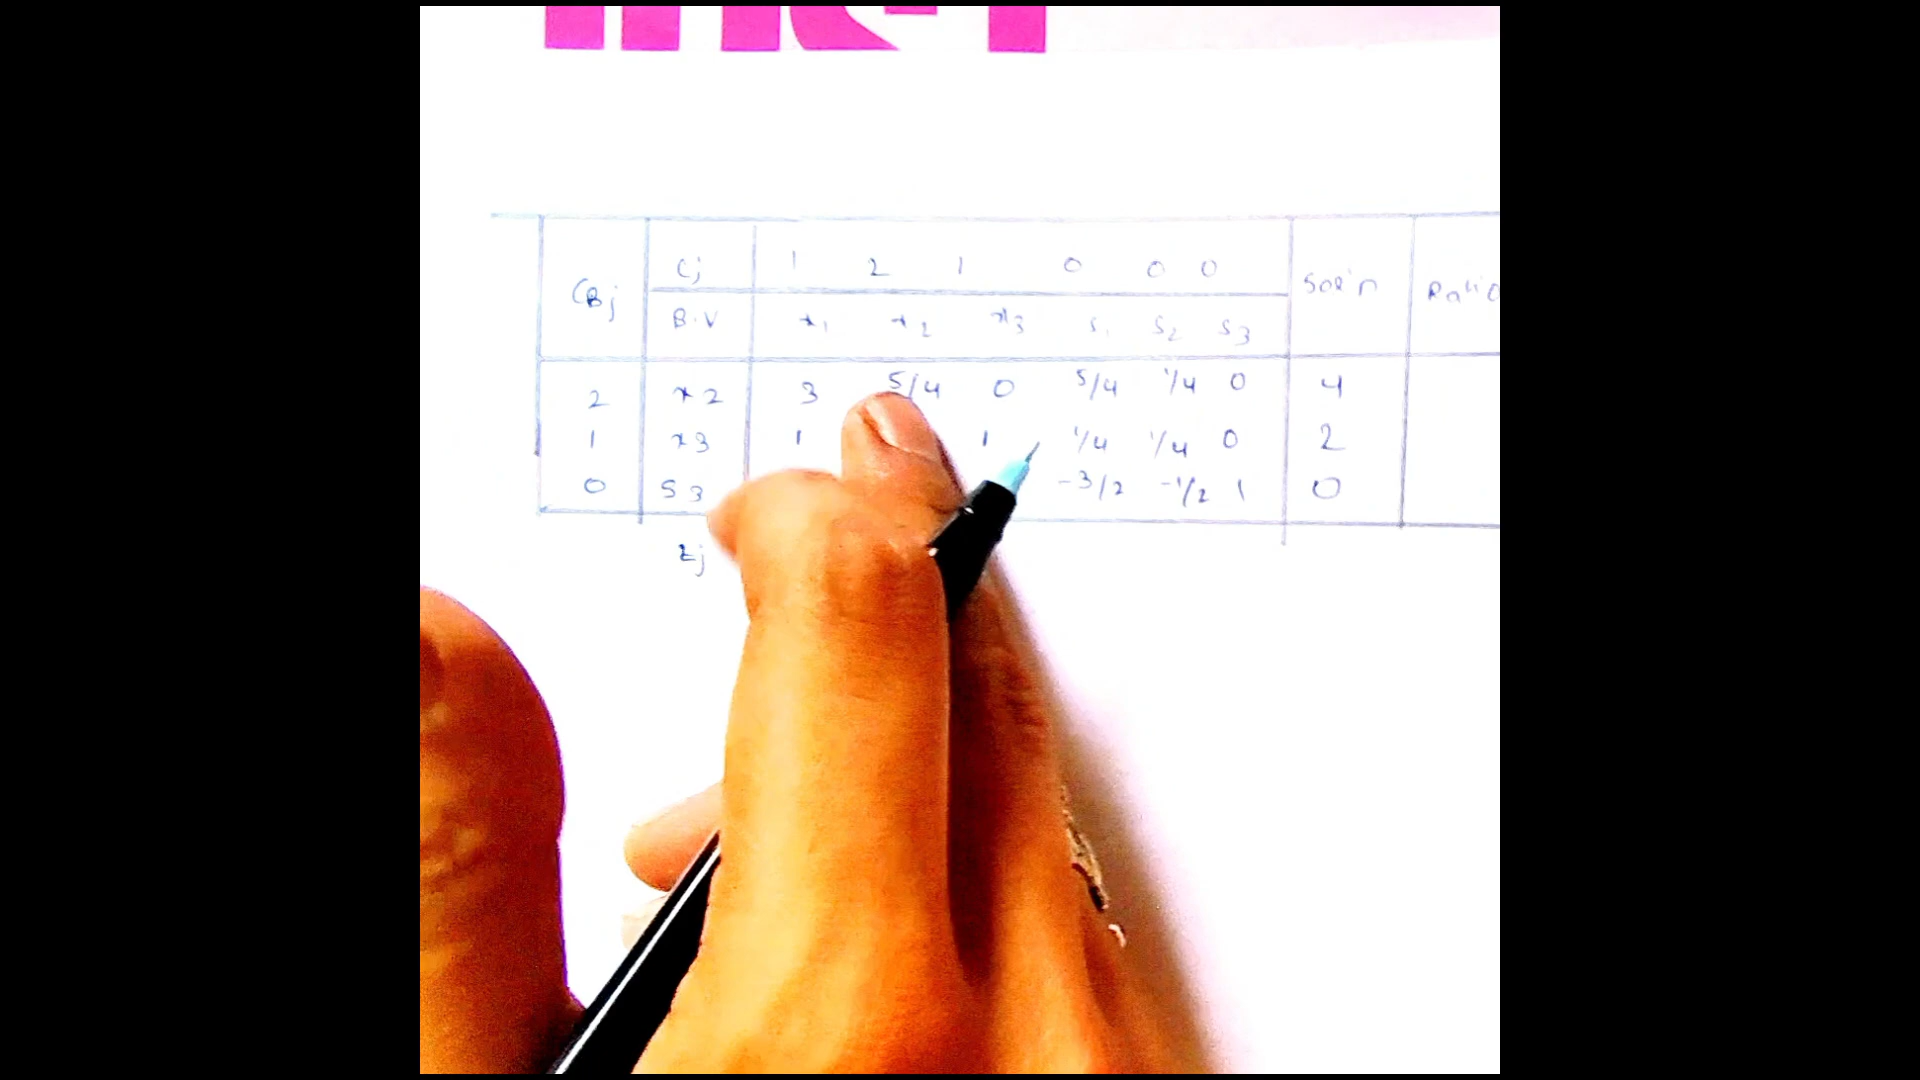 Cj 1 2 1 0 0 0
CBj Sol'n Ratio
B.V x1 x2 x3 s1 s2 s3
2 x2 3 5/4 0 5/4 1/4 0 4
1 x3 1 1 1/4 1/4 0 2
0 S3 -3/2 -1/2 1 0
Zj